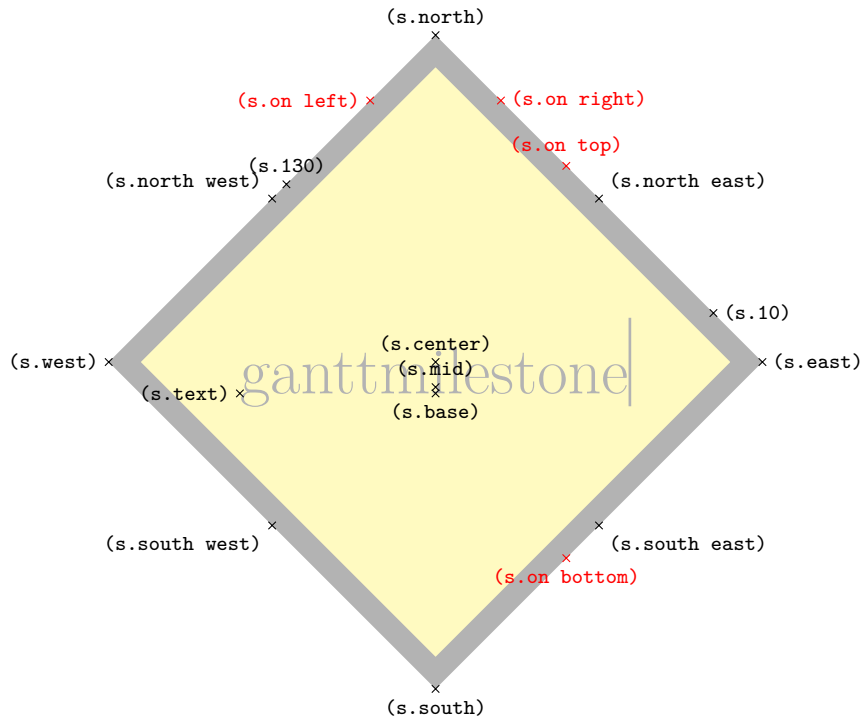 (s.north)
(s.on left)
(s.on right)
(s.on top)
(s.130)
(s.north west)
(s.north east)
(s.10)
(s.center)
(s.west)
(s.east)
ganttmilestone
(s.mid)
(s.text)
(s.base)
(s.south west)
(s.south east)
(s.on bottom)
(s.south)